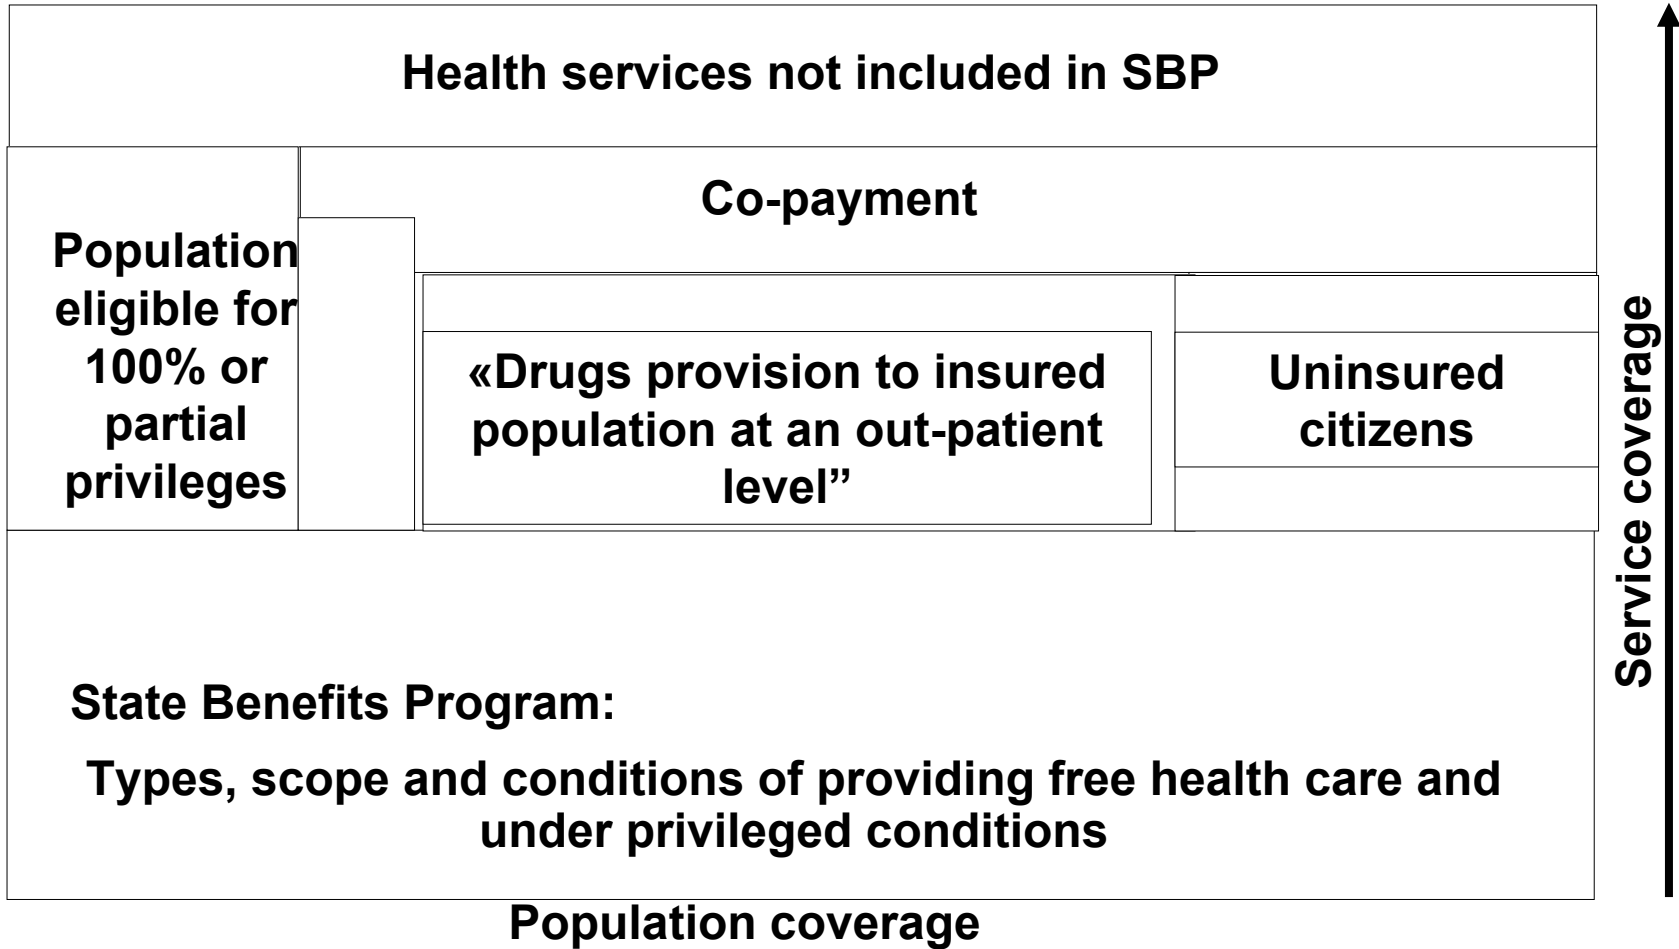 Health services not included in SBP
Co-payment
Population
eligible for
100% or
partial
privileges
«Drugs provision to insured
population at an out-patient
level”
Uninsured
citizens
Service coverage
State Benefits Program:
Types, scope and conditions of providing free health care and
under privileged conditions
Population coverage